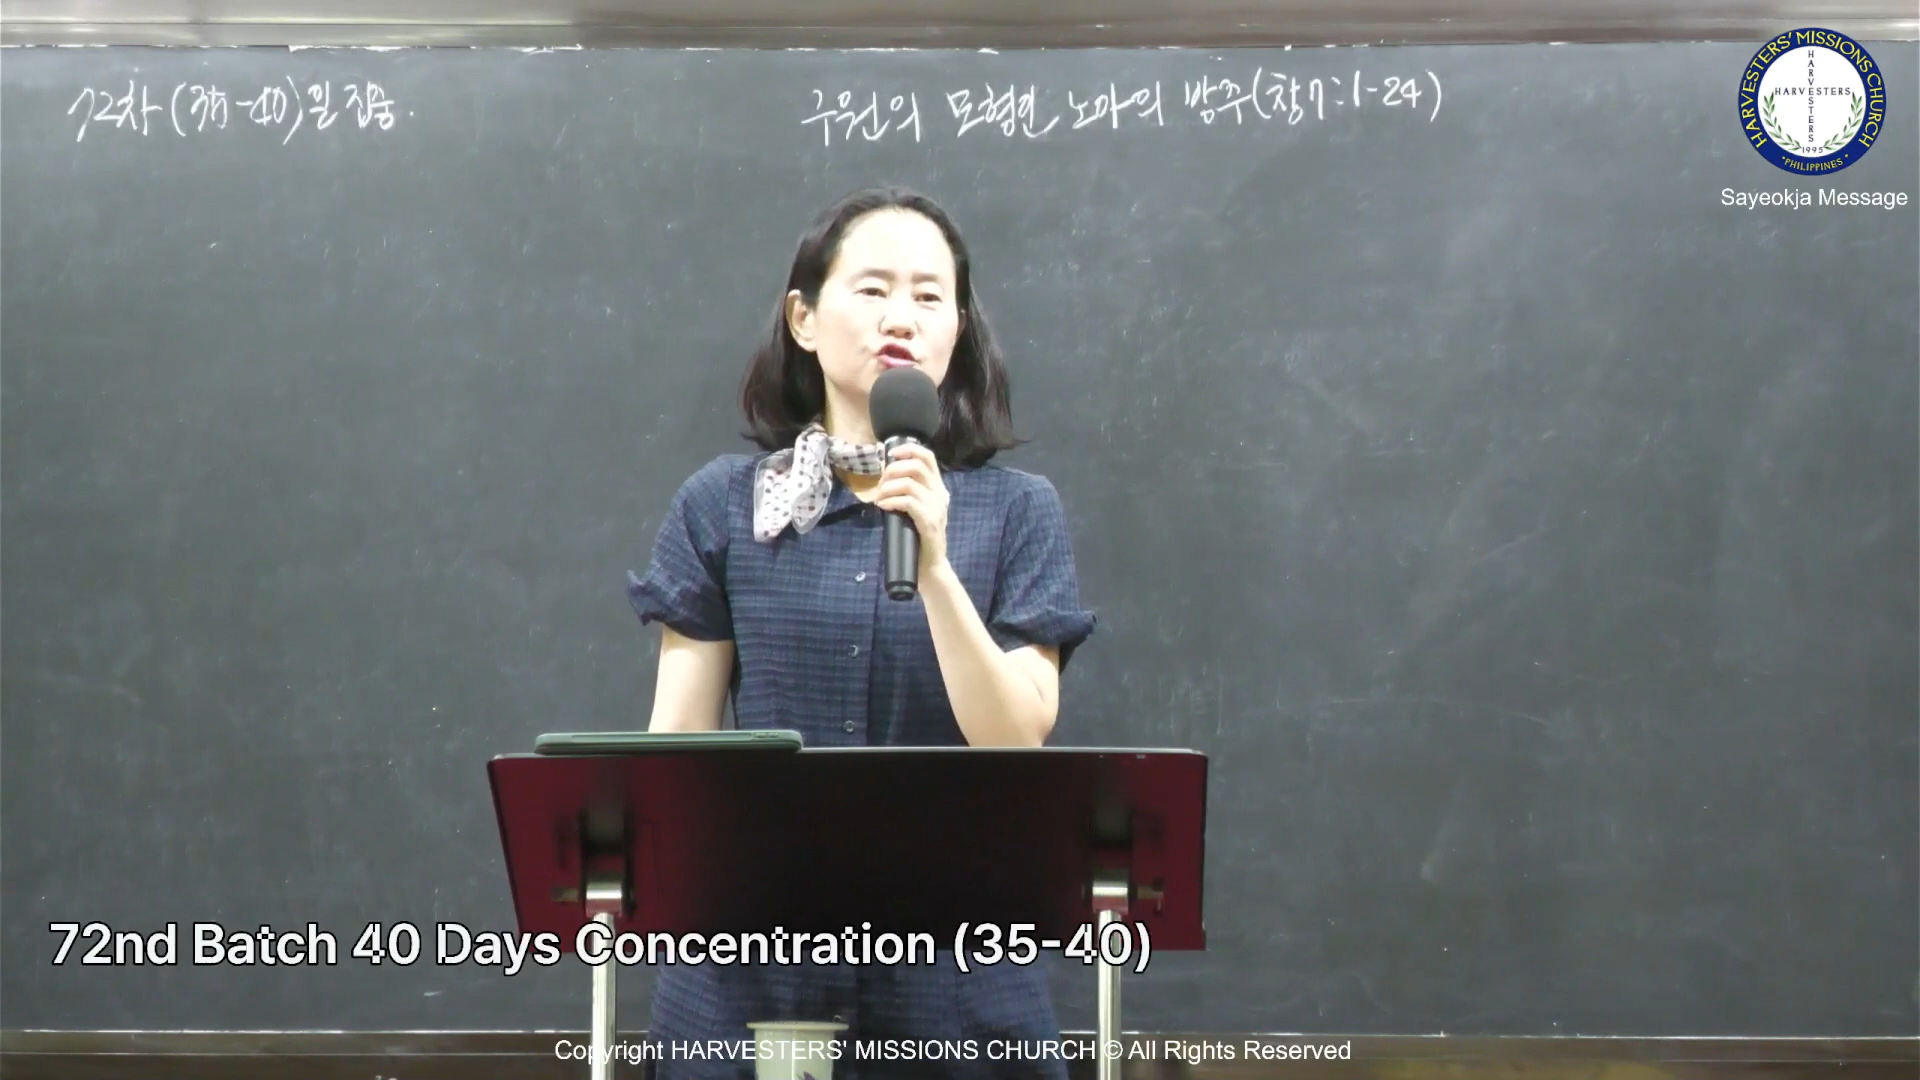 72차 (35-40)일 집중.
구원의 모형인 노아의 방주(창7:1-24)
HARVESTERS' MISSIONS CHURCH
HARVESTERS
HARVESTERS
1995
•PHILIPPINES•
Sayeokja Message
72nd Batch 40 Days Concentration (35-40)
Copyright HARVESTERS' MISSIONS CHURCH © All Rights Reserved